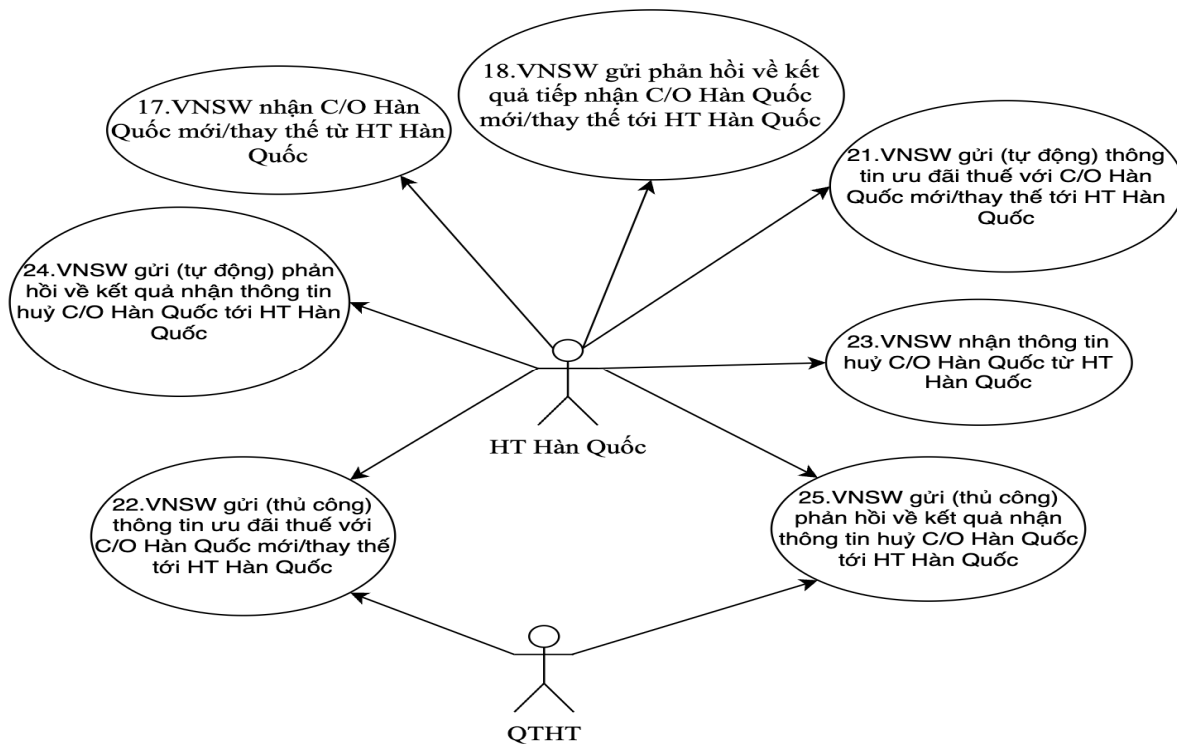 18.VNSW gửi phản hồi về kết
quả tiếp nhận C/O Hàn Quốc
mới/thay thế tới HT Hàn Quốc
17.VNSW nhận C/O Hàn
Quốc mới/thay thế từ HT Hàn
Quốc
21.VNSW gửi (tự động) thông
tin ưu đãi thuế với C/O Hàn
Quốc mới/thay thế tới HT Hàn
Quốc
24.VNSW gửi (tự động) phản
hồi về kết quả nhận thông tin
huỷ C/O Hàn Quốc tới HT Hàn
Quốc
23.VNSW nhận thông tin
huỷ C/O Hàn Quốc từ HT
Hàn Quốc
HT Hàn Quốc
22.VNSW gửi (thủ công)
thông tin ưu đãi thuế với
C/O Hàn Quốc mới/thay thế
tới HT Hàn Quốc
25.VNSW gửi (thủ công)
phản hồi về kết quả nhận
thông tin huỷ C/O Hàn Quốc
tới HT Hàn Quốc
QTHT